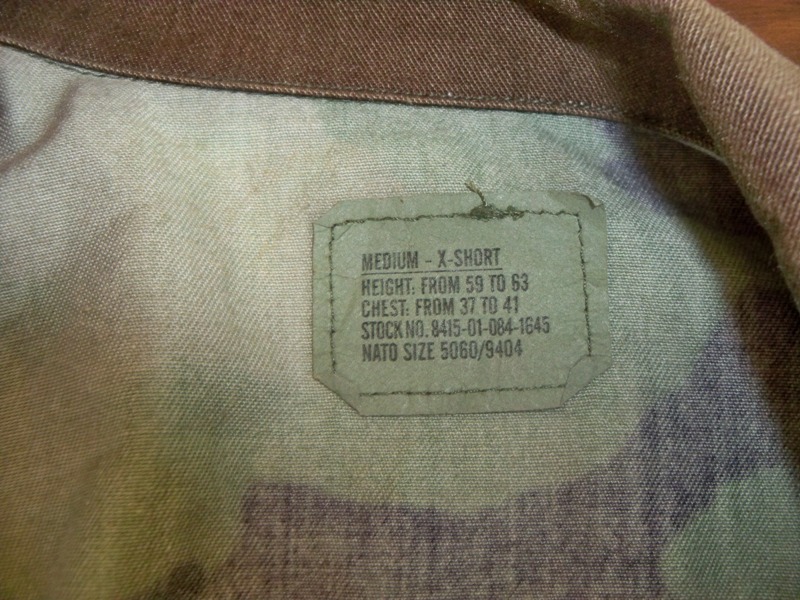 MEDIUM - X-SHORT
HEIGHT: FROM 59 TO 63
CHEST: FROM 37 TO 41
STOCK NO. 8415-01-084-1645
NATO SIZE 5060/9404